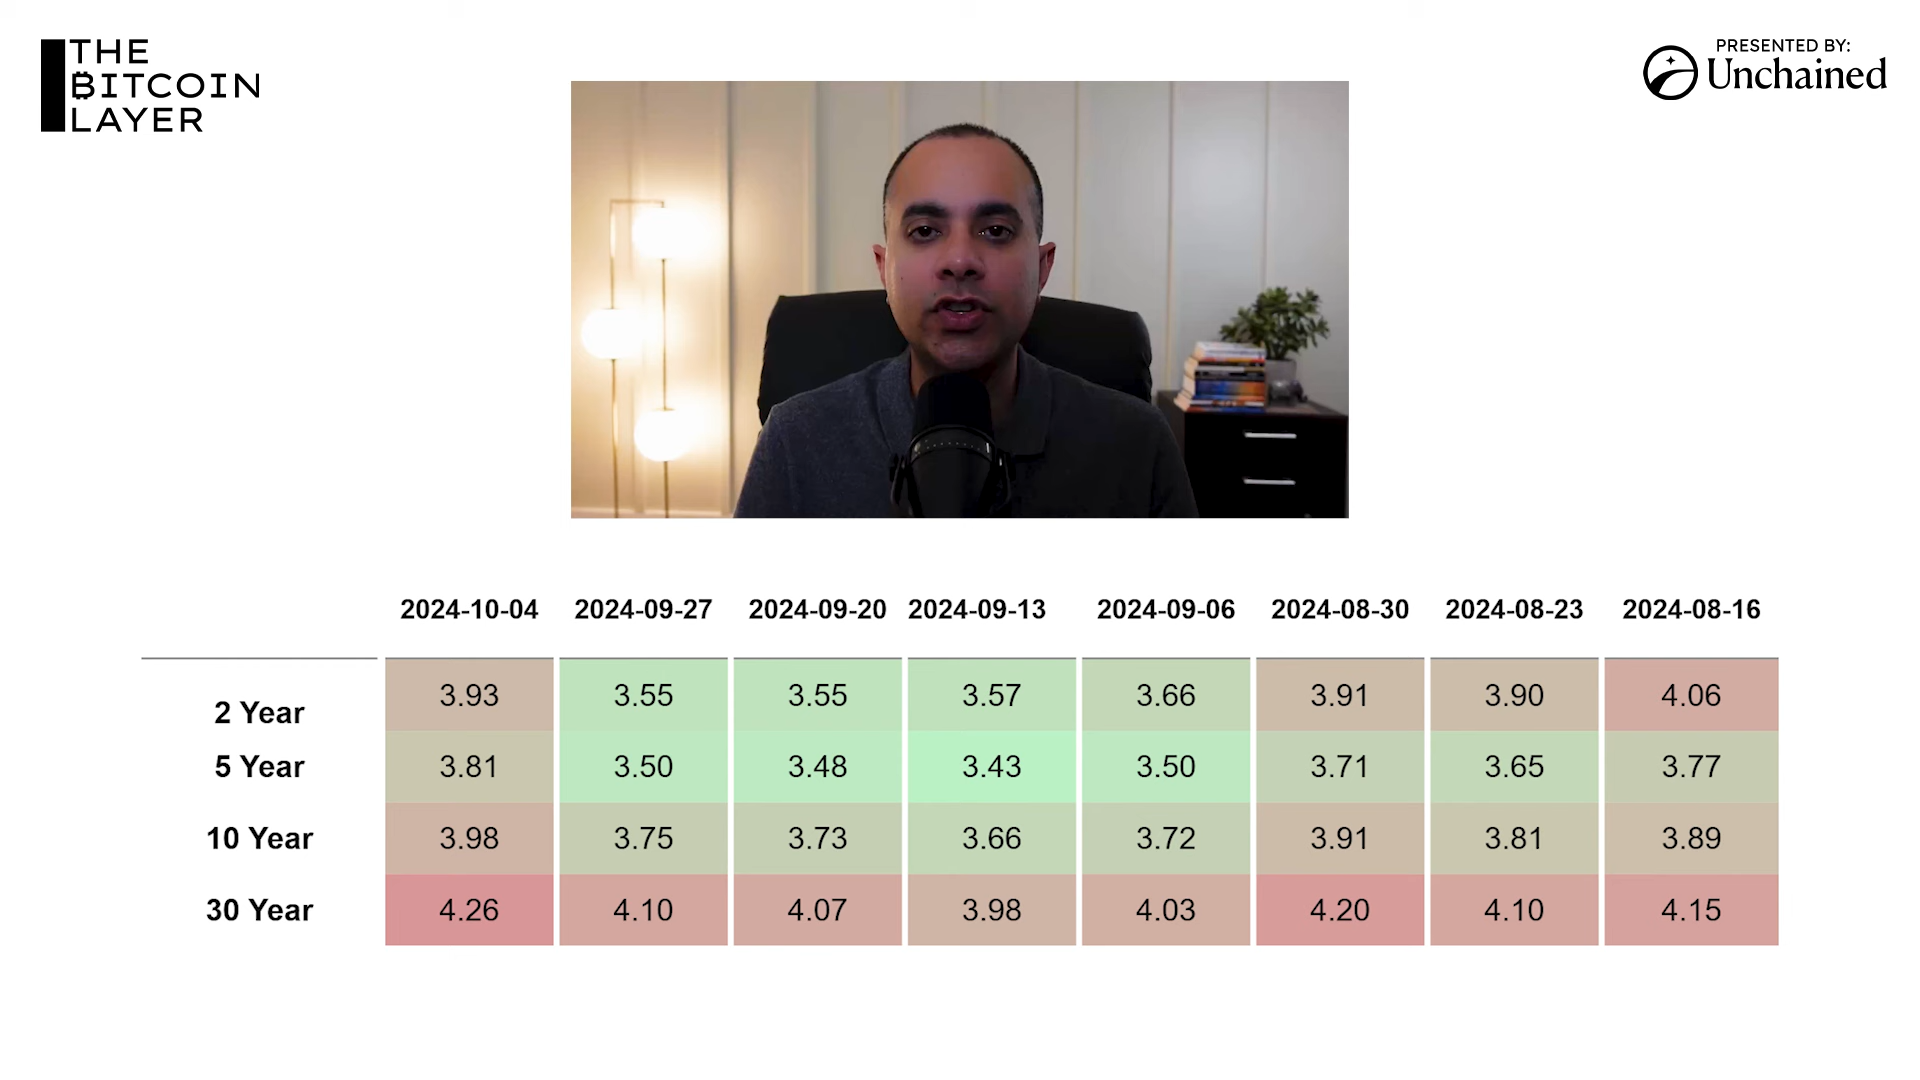 THE
BITCOIN
LAYER
PRESENTED BY:
Unchained
2024-10-04 2024-09-27 2024-09-20 2024-09-13 2024-09-06 2024-08-30 2024-08-23 2024-08-16
2 Year 3.93 3.55 3.55 3.57 3.66 3.91 3.90 4.06
5 Year 3.81 3.50 3.48 3.43 3.50 3.71 3.65 3.77
10 Year 3.98 3.75 3.73 3.66 3.72 3.91 3.81 3.89
30 Year 4.26 4.10 4.07 3.98 4.03 4.20 4.10 4.15